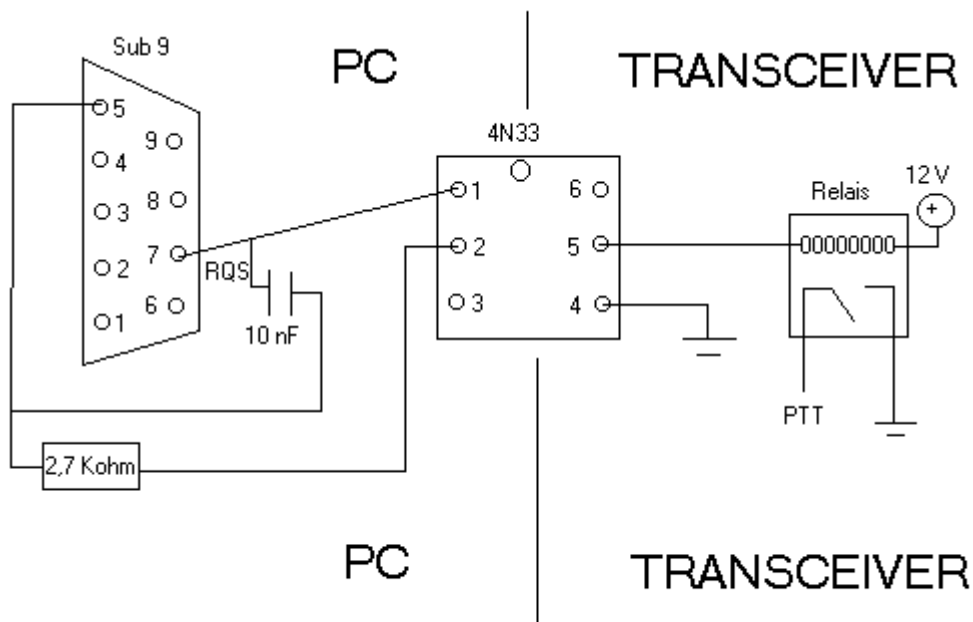 Sub 9
PC
TRANSCEIVER
5
9
4
8
3
7
2
RQS
6
1
10 nF
2,7 Kohm
4N33
1
6
2
5
3
4
Relais
12 V
+
PTT
PC
TRANSCEIVER